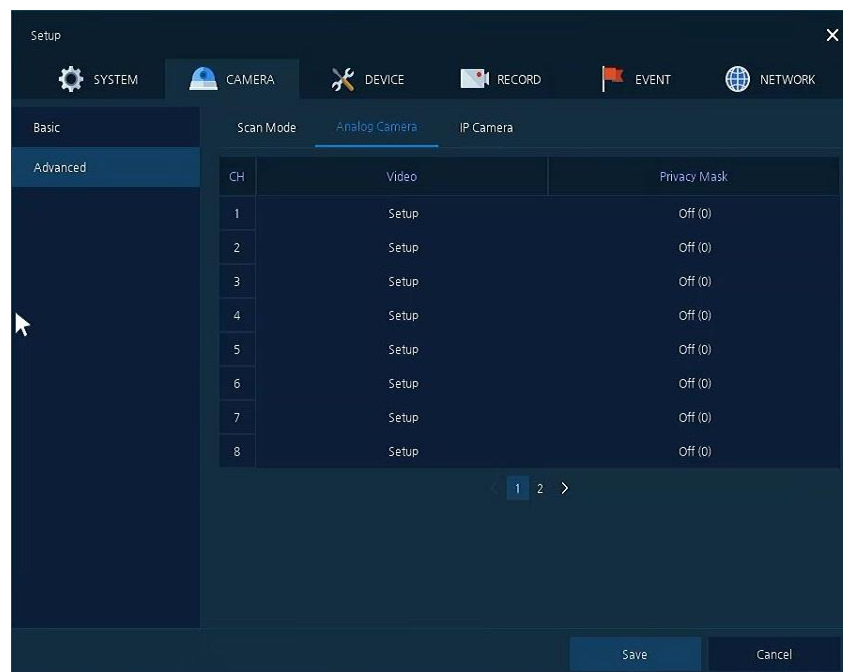 Setup
SYSTEM CAMERA DEVICE RECORD EVENT NETWORK
Basic
Advanced
Scan Mode Analog Camera IP Camera
CH Video Privacy Mask
1 Setup Off (0)
2 Setup Off (0)
3 Setup Off (0)
4 Setup Off (0)
5 Setup Off (0)
6 Setup Off (0)
7 Setup Off (0)
8 Setup Off (0)
1 2
Save Cancel